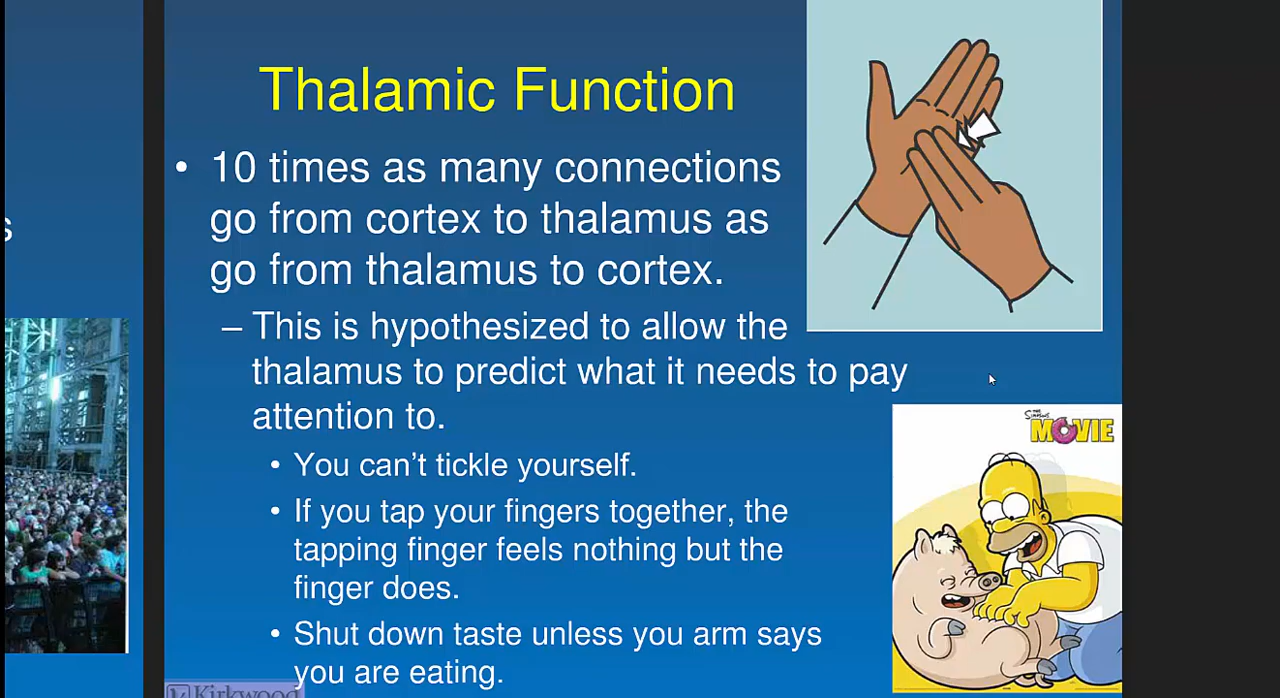 Thalamic Function
• 10 times as many connections
go from cortex to thalamus as
go from thalamus to cortex.
– This is hypothesized to allow the
thalamus to predict what it needs to pay
attention to.
• You can't tickle yourself.
• If you tap your fingers together, the
tapping finger feels nothing but the
finger does.
• Shut down taste unless you arm says
you are eating.
s
THE
SIMPSONS
MOVIE
Kirkwood